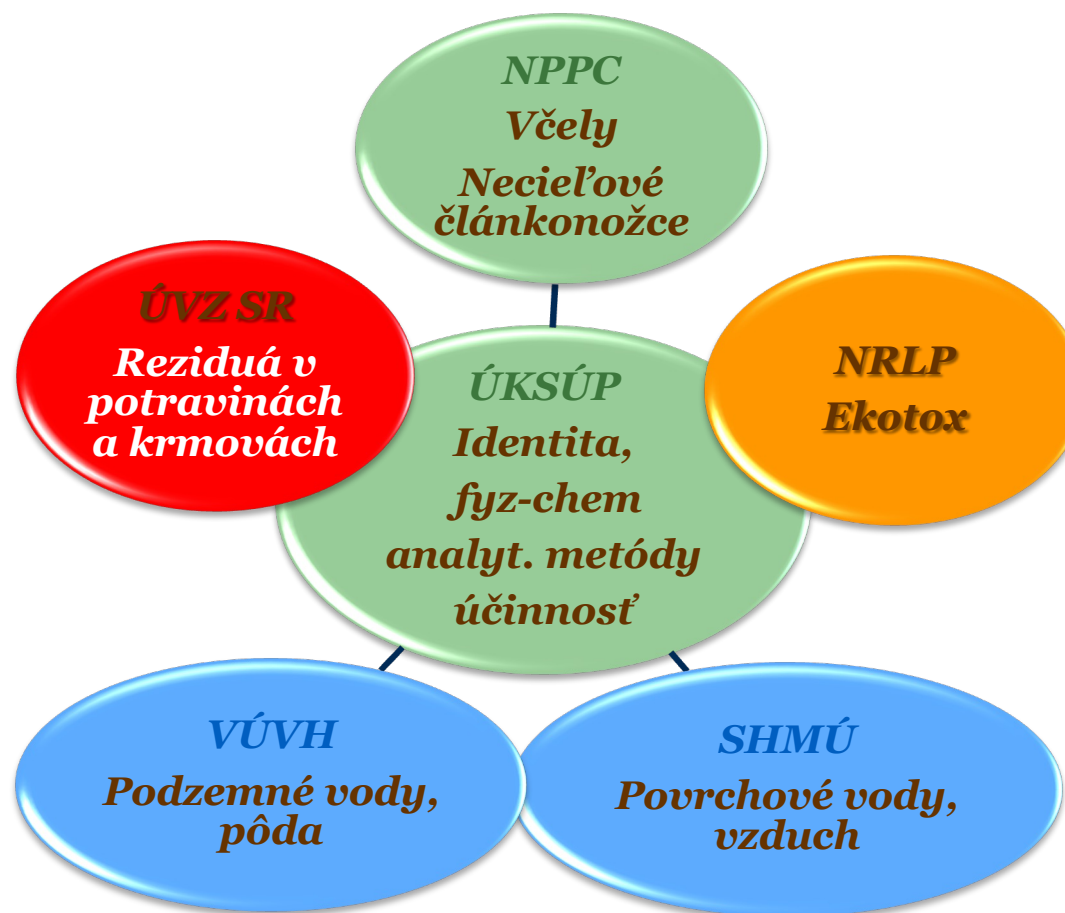 NPPC
Včely
Necieľové
článkonožce
ÚVZ SR
Reziduá v
potravinách
a krmovách
ÚKSÚP
Identita,
fyz-chem
analyt. metódy
účinnosť
NRLP
Ekotox
VÚVH
Podzemné vody,
pôda
SHMÚ
Povrchové vody,
vzduch